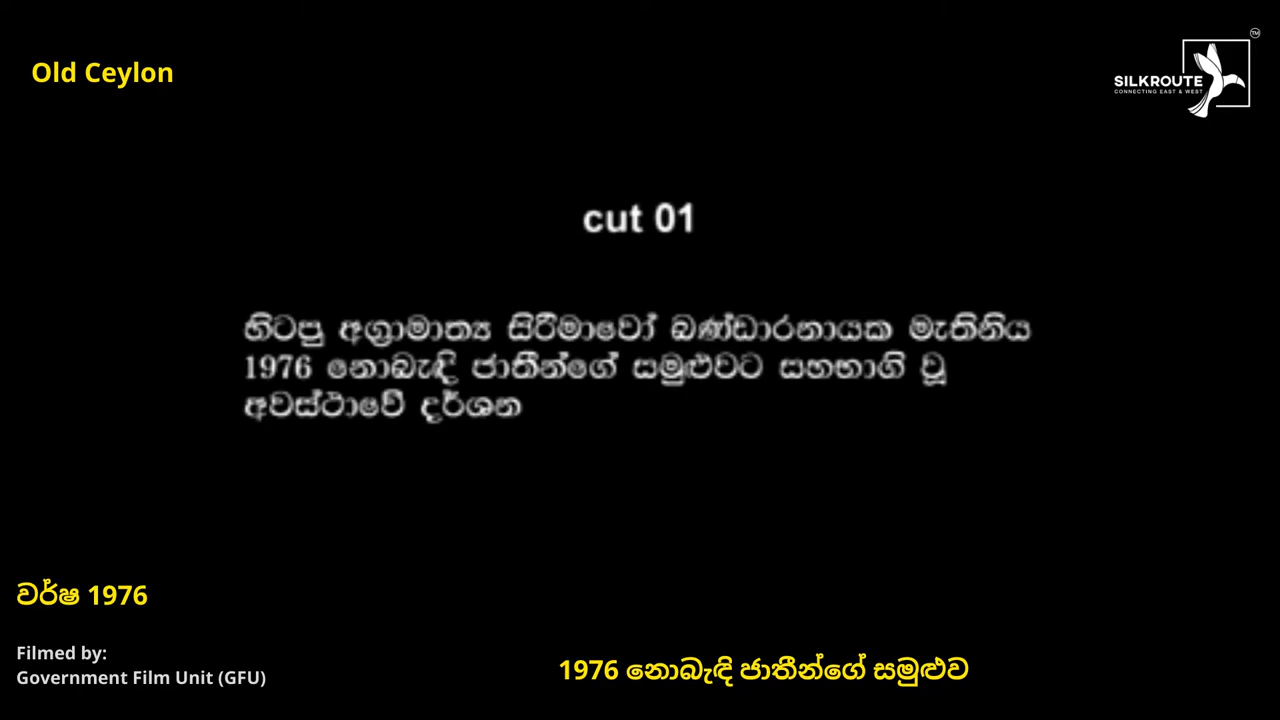 Old Ceylon
SILKROUTE
CONNECTING EAST & WEST
TM
cut 01
හිටපු අග්‍රාමාත්‍ය සිරිමාවෝ බණ්ඩාරනායක මැතිනිය
1976 නොබැඳි ජාතීන්ගේ සමුළුවට සහභාගි වූ
අවස්ථාවේ දර්ශන
වර්ෂ 1976
Filmed by:
Government Film Unit (GFU)
1976 නොබැඳි ජාතීන්ගේ සමුළුව